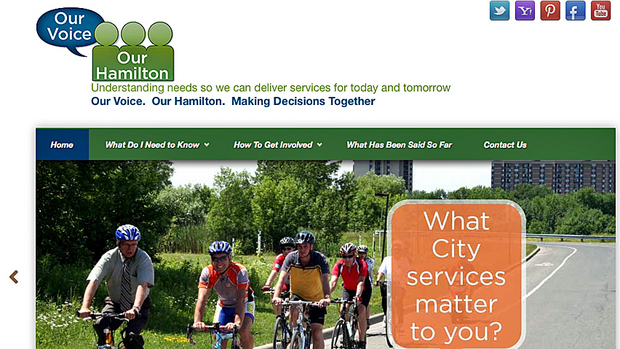 Our
Voice
Our
Hamilton
Understanding needs so we can deliver services for today and tomorrow
Our Voice. Our Hamilton. Making Decisions Together
Home What Do I Need to Know How To Get Involved What Has Been Said So Far Contact Us
What
City
services
matter
to you?
You
Tube